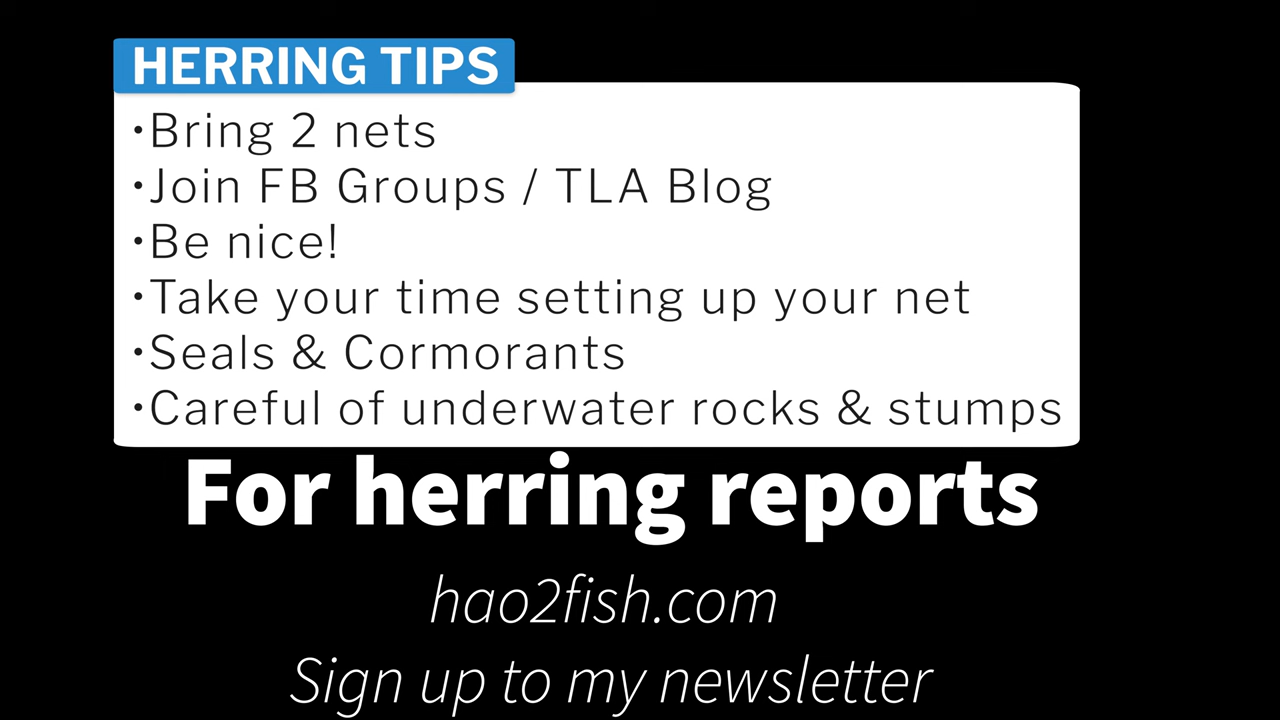 HERRING TIPS
•Bring 2 nets
•Join FB Groups / TLA Blog
•Be nice!
•Take your time setting up your net
•Seals & Cormorants
•Careful of underwater rocks & stumps
For herring reports
hao2fish.com
Sign up to my newsletter